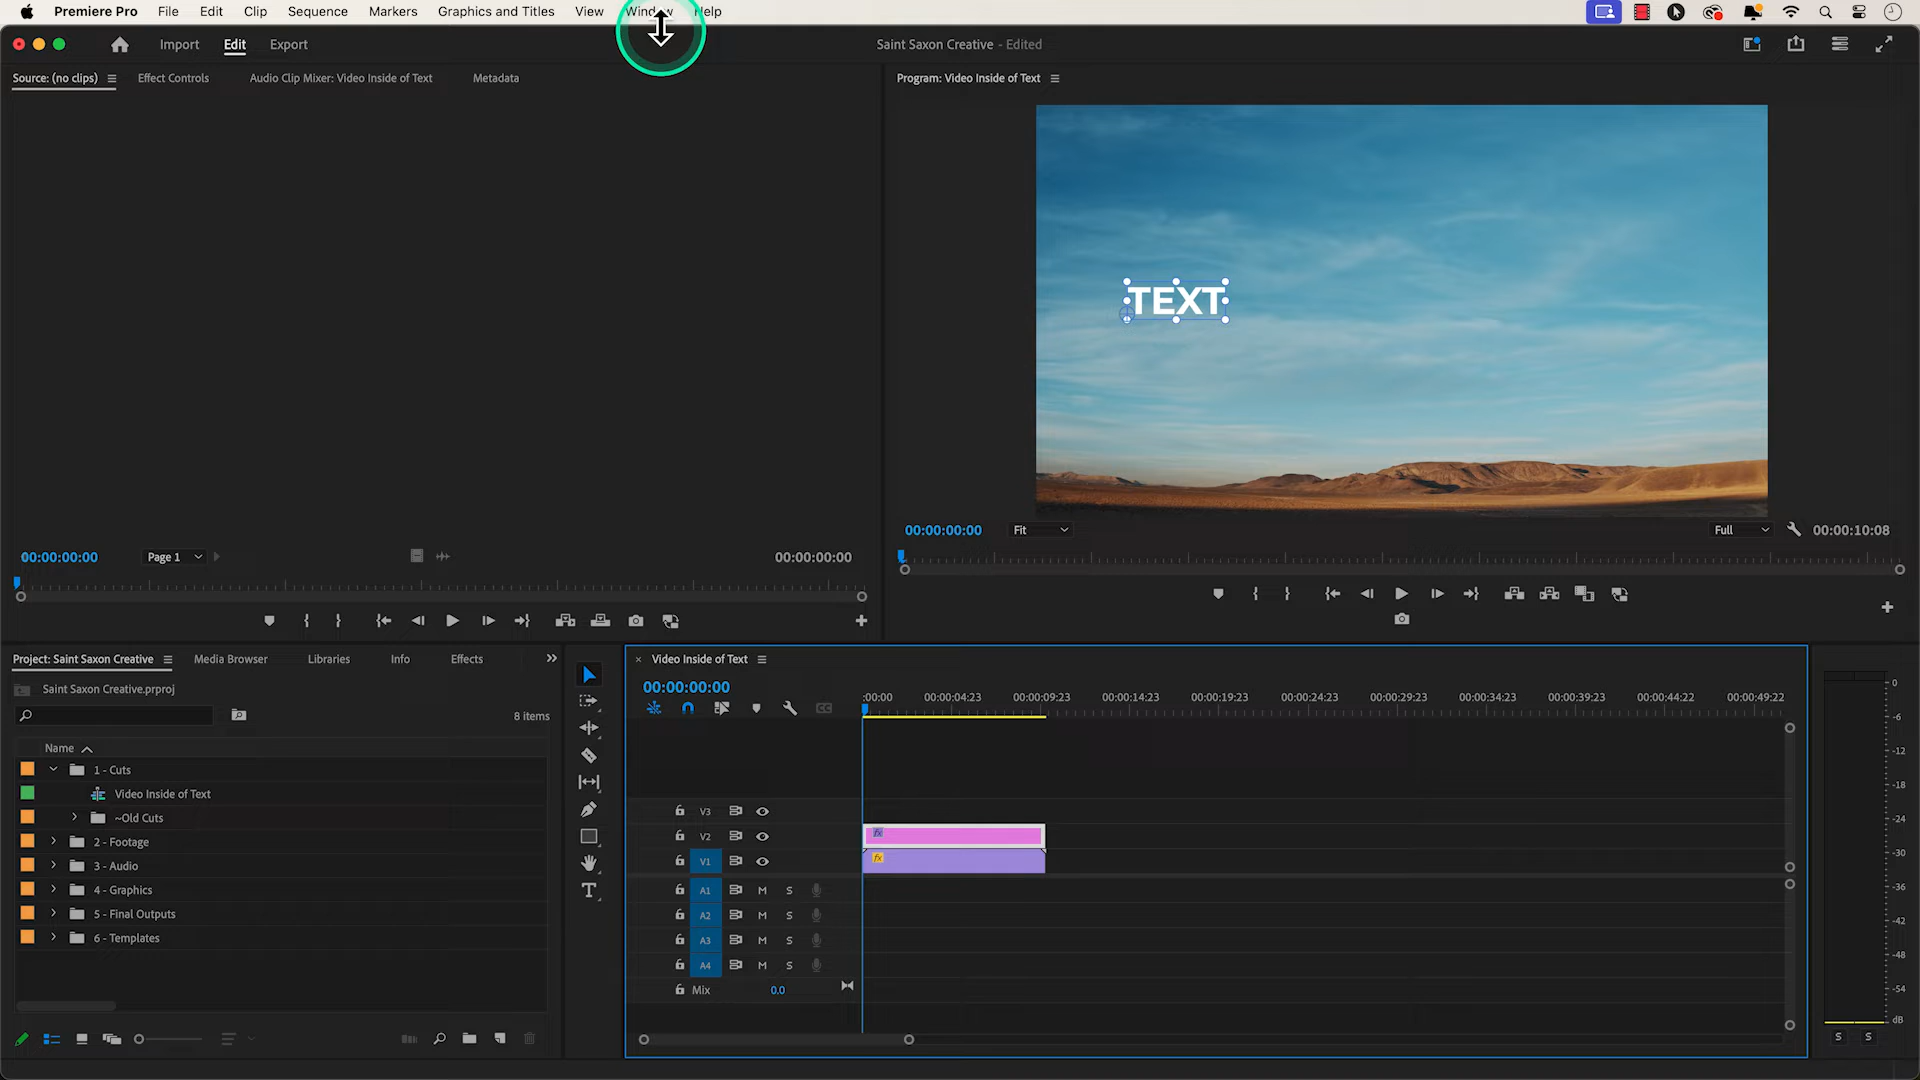 Premiere Pro File Edit Clip Sequence Markers Graphics and Titles View Window Help
Import Edit Export Saint Saxon Creative - Edited
Source: (no clips) Effect Controls Audio Clip Mixer: Video Inside of Text Metadata
Program: Video Inside of Text
TEXT
00:00:00:00 Fit Full 00:00:10:08
00:00:00:00 Page 1 00:00:00:00
Project: Saint Saxon Creative Media Browser Libraries Info Effects
Saint Saxon Creative.prproj
8 items
Name
1 - Cuts
Video Inside of Text
~Old Cuts
2 - Footage
3 - Audio
4 - Graphics
5 - Final Outputs
6 - Templates
Video Inside of Text
00:00:00:00
:00:00 00:00:04:23 00:00:09:23 00:00:14:23 00:00:19:23 00:00:24:23 00:00:29:23 00:00:34:23 00:00:39:23 00:00:44:22 00:00:49:22
CC
V3
V2 fx
V1 fx
A1 M S
A2 M S
A3 M S
A4 M S
Mix 0.0
0
-6
-12
-18
-24
-30
-36
-42
-48
-54
dB
S S